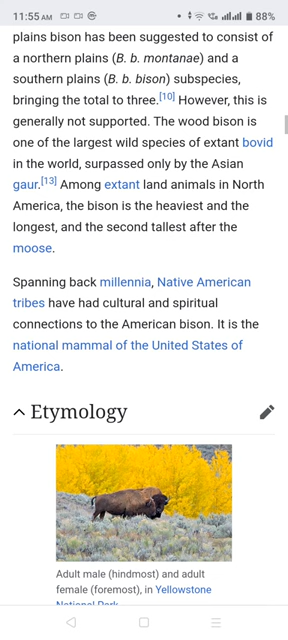 11:55 AM 88%
plains bison has been suggested to consist of
a northern plains (B. b. montanae) and a
southern plains (B. b. bison) subspecies,
bringing the total to three.[10] However, this is
generally not supported. The wood bison is
one of the largest wild species of extant bovid
in the world, surpassed only by the Asian
gaur.[13] Among extant land animals in North
America, the bison is the heaviest and the
longest, and the second tallest after the
moose.
Spanning back millennia, Native American
tribes have had cultural and spiritual
connections to the American bison. It is the
national mammal of the United States of
America.
Etymology
Adult male (hindmost) and adult
female (foremost), in Yellowstone
National Park